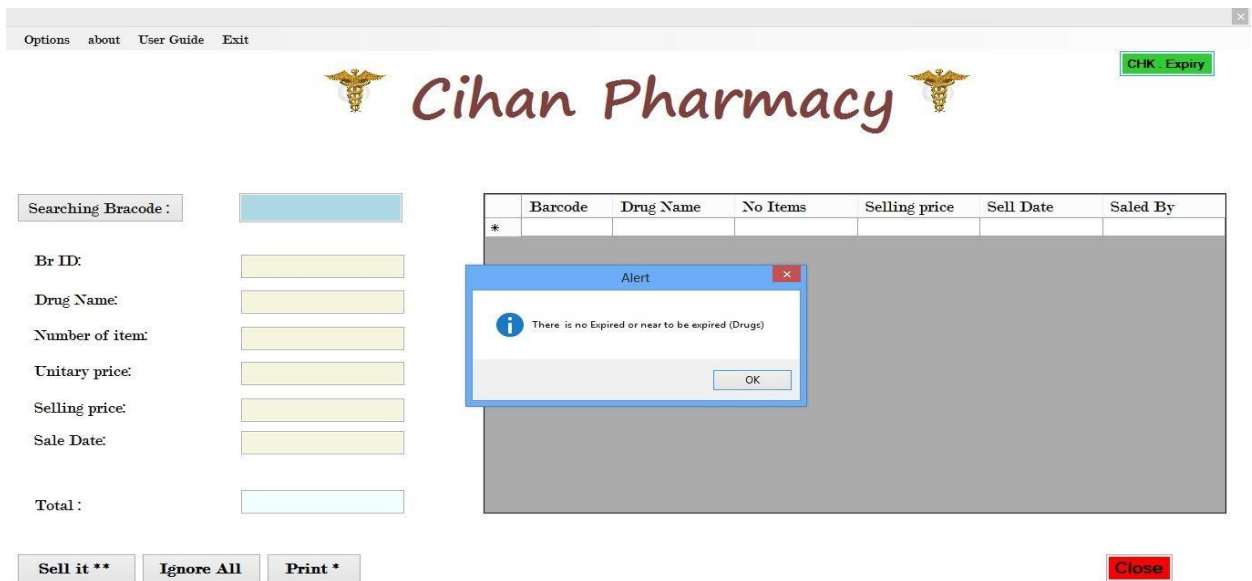 Options about User Guide Exit
CHK . Expiry
Cihan Pharmacy
Searching Bracode :
Barcode Drug Name No Items Selling price Sell Date Saled By
*
Br ID:
Alert
Drug Name:
There is no Expired or near to be expired (Drugs)
Number of item:
Unitary price:
OK
Selling price:
Sale Date:
Total :
Sell it ** Ignore All Print *
Close